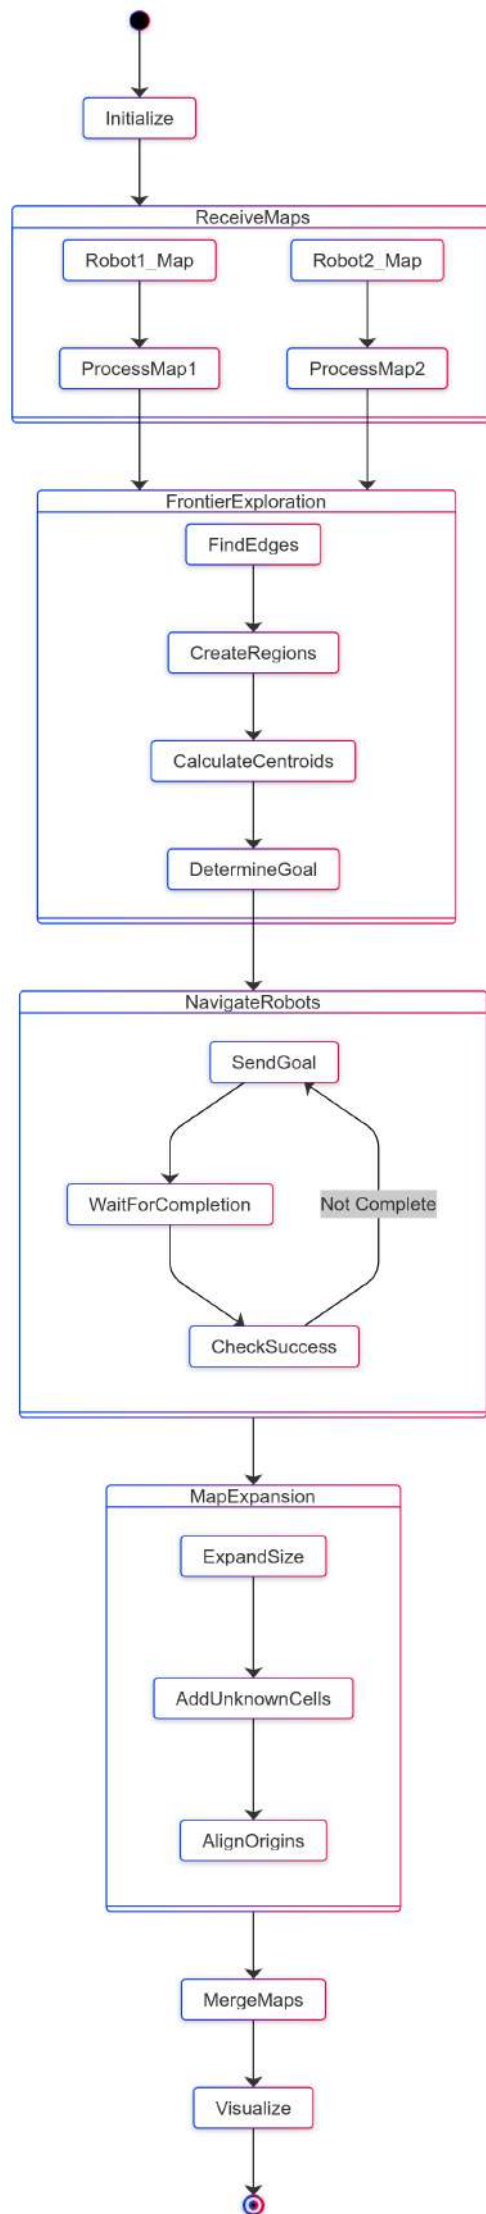 Initialize
ReceiveMaps
Robot1_Map
Robot2_Map
ProcessMap1
ProcessMap2
FrontierExploration
FindEdges
CreateRegions
CalculateCentroids
DetermineGoal
NavigateRobots
SendGoal
WaitForCompletion
Not Complete
CheckSuccess
MapExpansion
ExpandSize
AddUnknownCells
AlignOrigins
MergeMaps
Visualize